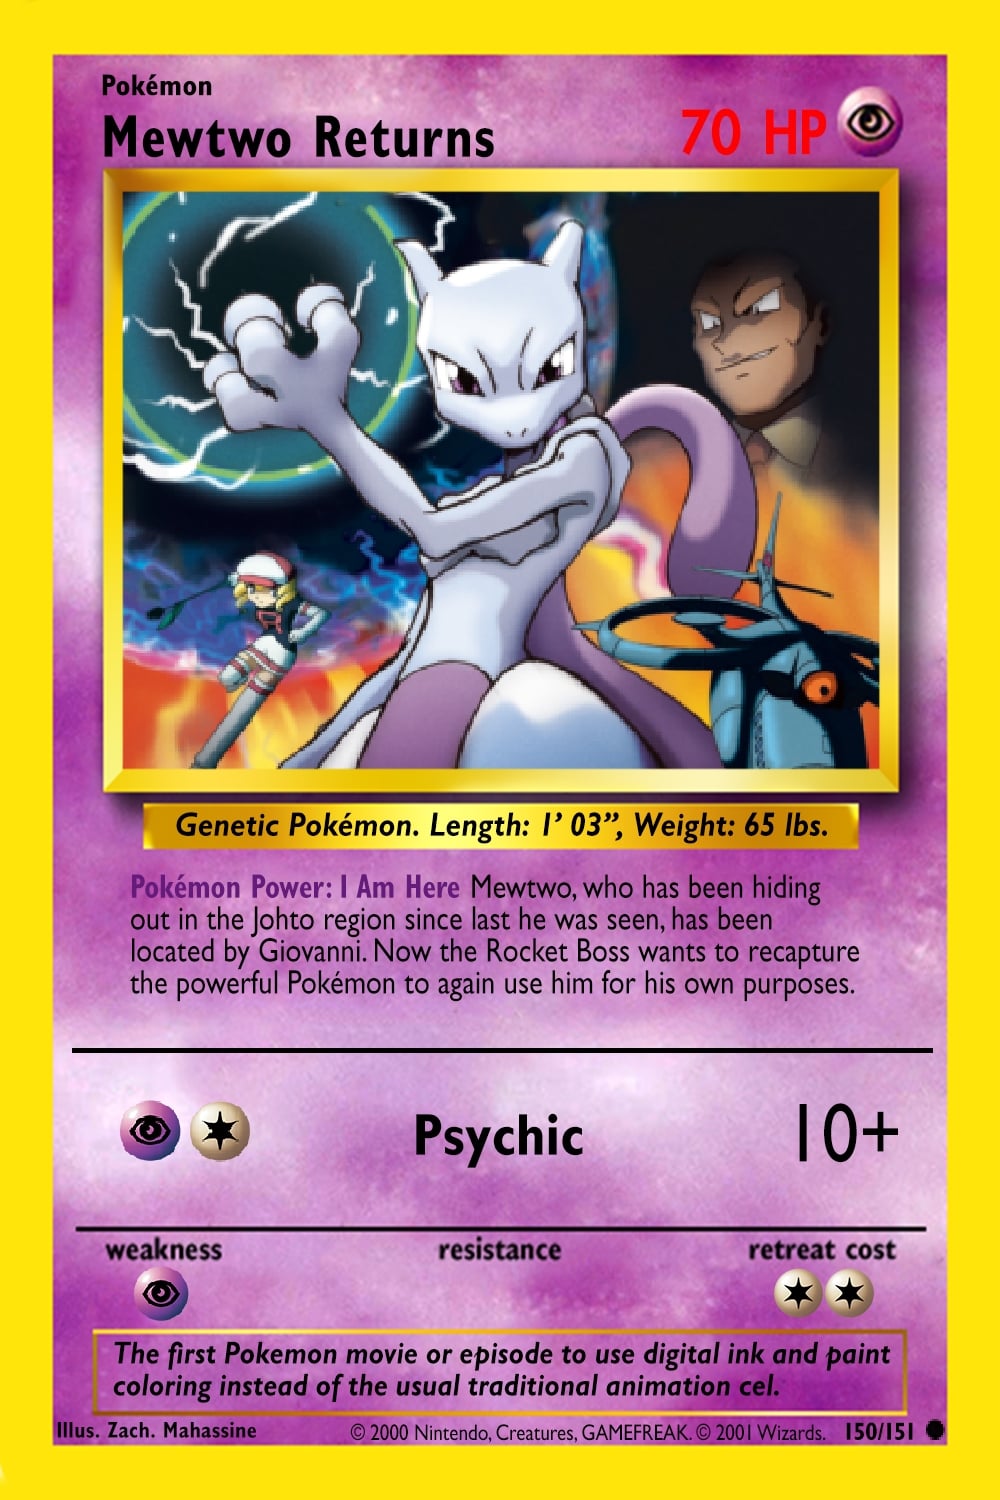 Pokémon
Mewtwo Returns
70 HP
Genetic Pokémon. Length: 1’ 03”, Weight: 65 lbs.
Pokémon Power: I Am Here Mewtwo, who has been hiding
out in the Johto region since last he was seen, has been
located by Giovanni. Now the Rocket Boss wants to recapture
the powerful Pokémon to again use him for his own purposes.
Psychic 10+
weakness resistance retreat cost
The first Pokemon movie or episode to use digital ink and paint
coloring instead of the usual traditional animation cel.
Illus. Zach. Mahassine © 2000 Nintendo, Creatures, GAMEFREAK. © 2001 Wizards. 150/151